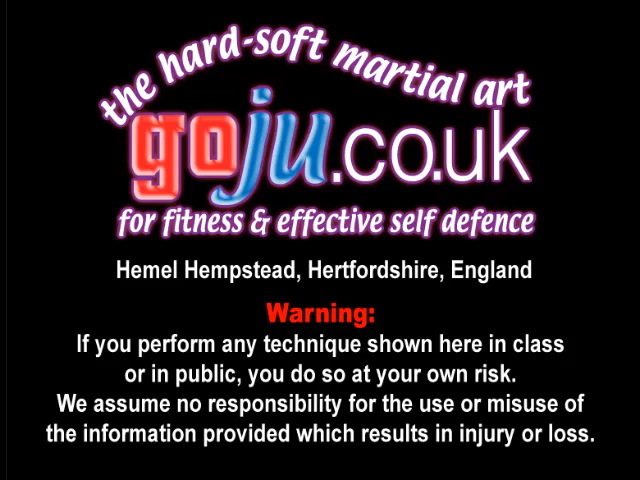 the hard-soft martial art
goju.co.uk
for fitness & effective self defence
Hemel Hempstead, Hertfordshire, England
Warning:
If you perform any technique shown here in class
or in public, you do so at your own risk.
We assume no responsibility for the use or misuse of
the information provided which results in injury or loss.